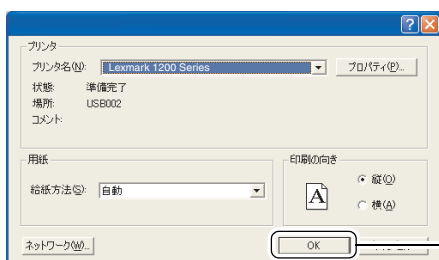 プリンタ
プリンタ名(N): Lexmark 1200 Series プロパティ(P)...
状態: 準備完了
場所: USB002
コメント:
用紙
給紙方法(S): 自動
印刷の向き
A
縦(O)
横(A)
ネットワーク(W)...
OK